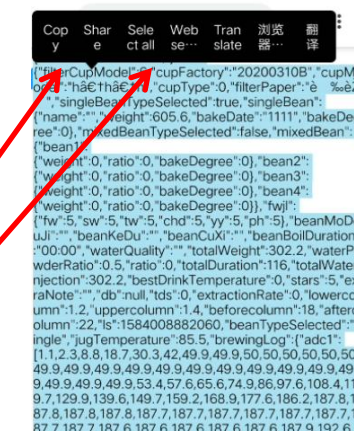 Copy Share Select all Web se… Translate 浏览器… 翻译
{"filterCupModel":6,"cupFactory":"20200310B","cupM
"cupType":0,"filterPaper":"è
","singleBeanTypeSelected":true,"singleBean":
{"name":"","weight":605.6,"bakeDate":"1111","bakeDeg
ree":0},"mixedBeanTypeSelected":false,"mixedBean":
{"bean1":
{"weight":0,"ratio":0,"bakeDegree":0},"bean2":
{"weight":0,"ratio":0,"bakeDegree":0},"bean3":
{"weight":0,"ratio":0,"bakeDegree":0},"bean4":
{"weight":0,"ratio":0,"bakeDegree":0}},"fwjl":
{"fw":5,"sw":5,"tw":5,"chd":5,"yy":5,"ph":5},"beanMoD
uJi":"","beanKeDu":"","beanCuXi":"","beanBoilDuration
:"00:00","waterQuality":"","totalWeight":302.2,"waterP
wderRatio":0.5,"ratio":0,"totalDuration":116,"totalWate
njection":302.2,"bestDrinkTemperature":0,"stars":5,"ex
raNote":"","db":null,"tds":0,"extractionRate":0,"lowerco
umn":1.2,"uppercolumn":1.4,"beforecolumn":18,"afterc
olumn":22,"ls":1584008882060,"beanTypeSelected":"
ingle","jugTemperature":85.5,"brewingLog":{"adc1":
[1.1,2.3,8.8,18.7,30.3,42,49.9,49.9,50,50,50,50,50,50
49.9,49.9,49.9,49.9,49.9,49.9,49.9,49.9,49.9,49.9,49
9,49.9,49.9,49.9,53.4,57.6,65.6,74.9,86,97.6,108.4,11
9.7,129.9,139.6,149.7,159.2,168.9,177.6,186.2,187.8,1
87.8,187.8,187.8,187.7,187.7,187.7,187.7,187.7,187.7,